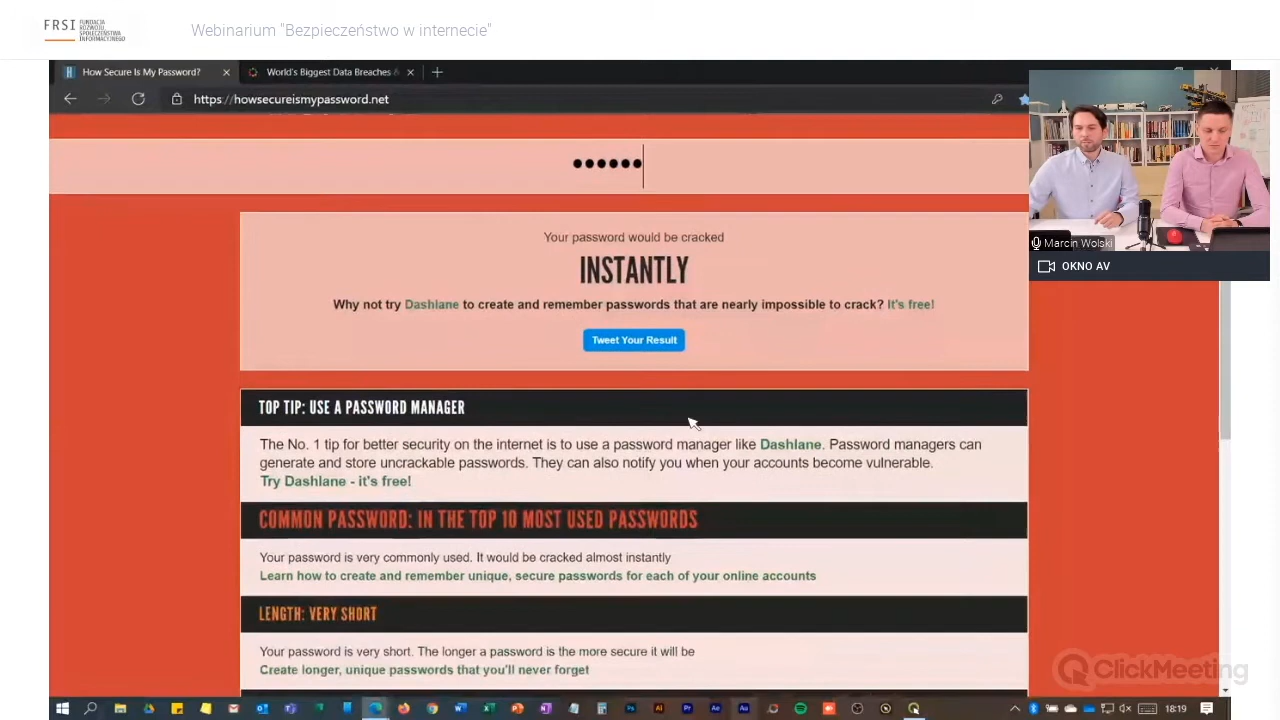 FRSI
FUNDACJA
ROZWOJU
SPOŁECZEŃSTWA
INFORMACYJNEGO
Webinarium "Bezpieczeństwo w internecie"
How Secure Is My Password?
World's Biggest Data Breaches &
https://howsecureismypassword.net
Marcin Wolski
OKNO AV
Your password would be cracked
INSTANTLY
Why not try Dashlane to create and remember passwords that are nearly impossible to crack? It's free!
Tweet Your Result
TOP TIP: USE A PASSWORD MANAGER
The No. 1 tip for better security on the internet is to use a password manager like Dashlane. Password managers can
generate and store uncrackable passwords. They can also notify you when your accounts become vulnerable.
Try Dashlane - it's free!
COMMON PASSWORD: IN THE TOP 10 MOST USED PASSWORDS
Your password is very commonly used. It would be cracked almost instantly
Learn how to create and remember unique, secure passwords for each of your online accounts
LENGTH: VERY SHORT
Your password is very short. The longer a password is the more secure it will be
Create longer, unique passwords that you'll never forget
ClickMeeting
18:19